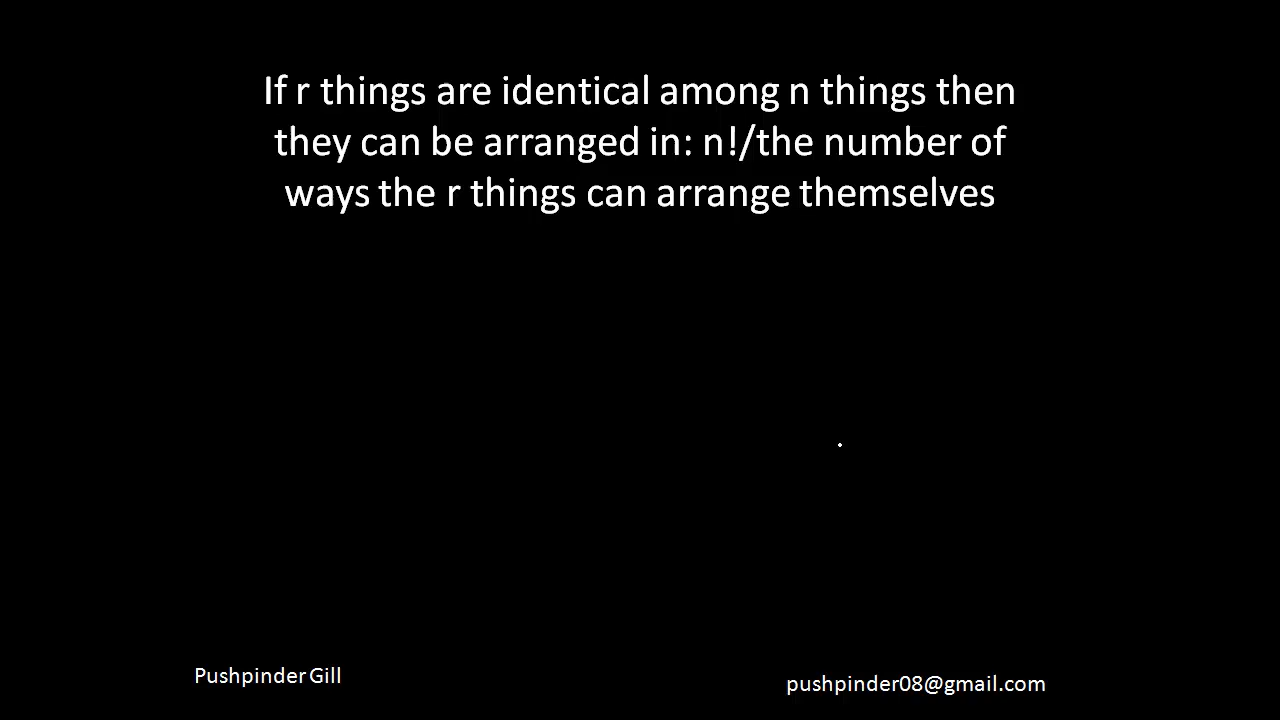 If r things are identical among n things then
they can be arranged in: n!/the number of
ways the r things can arrange themselves
Pushpinder Gill
pushpinder08@gmail.com